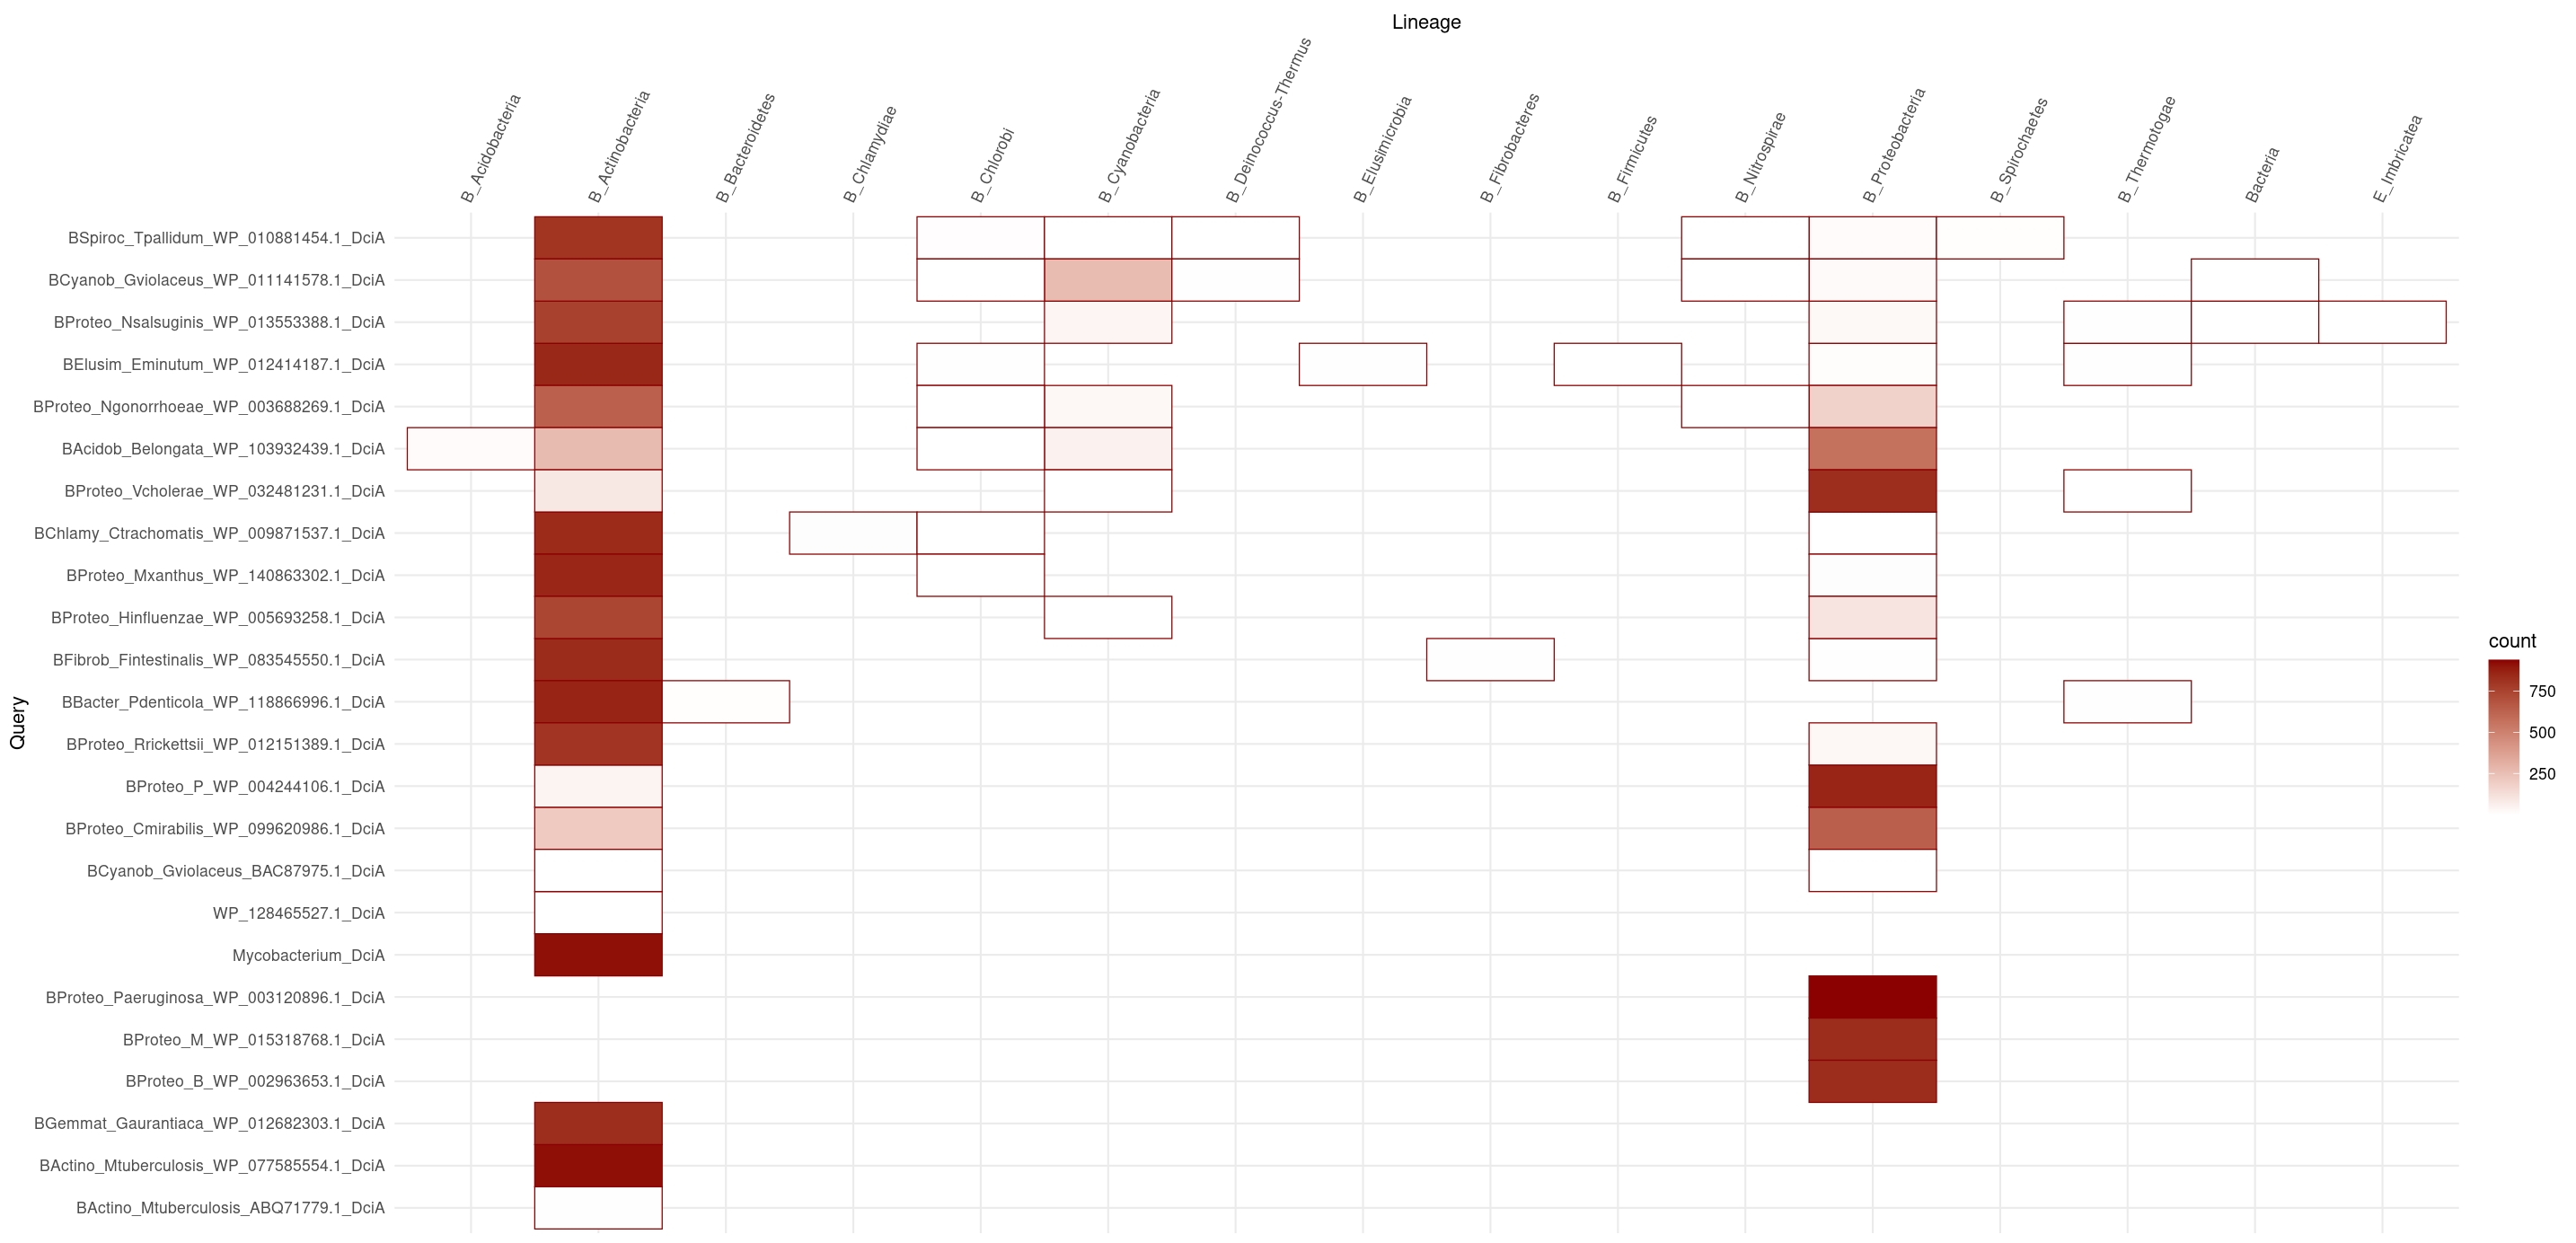 Lineage
B_Acidobacteria
B_Actinobacteria
B_Bacteroidetes
B_Chlamydiae
B_Chlorobi
B_Cyanobacteria
B_Deinococcus-Thermus
B_Elusimicrobia
B_Fibrobacteres
B_Firmicutes
B_Nitrospirae
B_Proteobacteria
B_Spirochaetes
B_Thermotogae
Bacteria
E_Imbricatea
BSpiroc_Tpallidum_WP_010881454.1_DciA
BCyanob_Gviolaceus_WP_011141578.1_DciA
BProteo_Nsalsuginis_WP_013553388.1_DciA
BElusim_Eminutum_WP_012414187.1_DciA
BProteo_Ngonorrhoeae_WP_003688269.1_DciA
BAcidob_Belongata_WP_103932439.1_DciA
BProteo_Vcholerae_WP_032481231.1_DciA
BChlamy_Ctrachomatis_WP_009871537.1_DciA
BProteo_Mxanthus_WP_140863302.1_DciA
BProteo_Hinfluenzae_WP_005693258.1_DciA
BFibrob_Fintestinalis_WP_083545550.1_DciA
BBacter_Pdenticola_WP_118866996.1_DciA
BProteo_Rrickettsii_WP_012151389.1_DciA
BProteo_P_WP_004244106.1_DciA
BProteo_Cmirabilis_WP_099620986.1_DciA
BCyanob_Gviolaceus_BAC87975.1_DciA
WP_128465527.1_DciA
Mycobacterium_DciA
BProteo_Paeruginosa_WP_003120896.1_DciA
BProteo_M_WP_015318768.1_DciA
BProteo_B_WP_002963653.1_DciA
BGemmat_Gaurantiaca_WP_012682303.1_DciA
BActino_Mtuberculosis_WP_077585554.1_DciA
BActino_Mtuberculosis_ABQ71779.1_DciA
Query
count
750
500
250